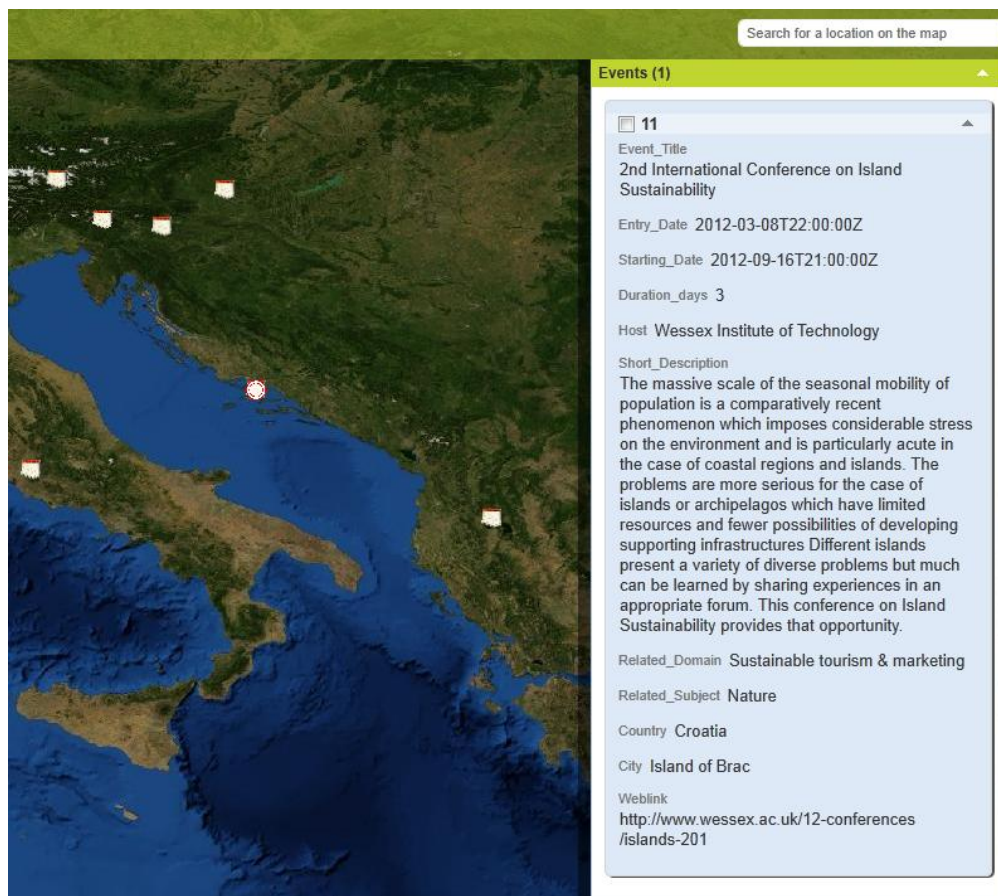 Search for a location on the map
Events (1)
11
Event_Title
2nd International Conference on Island
Sustainability
Entry_Date 2012-03-08T22:00:00Z
Starting_Date 2012-09-16T21:00:00Z
Duration_days 3
Host Wessex Institute of Technology
Short_Description
The massive scale of the seasonal mobility of
population is a comparatively recent
phenomenon which imposes considerable stress
on the environment and is particularly acute in
the case of coastal regions and islands. The
problems are more serious for the case of
islands or archipelagos which have limited
resources and fewer possibilities of developing
supporting infrastructures Different islands
present a variety of diverse problems but much
can be learned by sharing experiences in an
appropriate forum. This conference on Island
Sustainability provides that opportunity.
Related_Domain Sustainable tourism & marketing
Related_Subject Nature
Country Croatia
City Island of Brac
Weblink
http://www.wessex.ac.uk/12-conferences
/islands-201